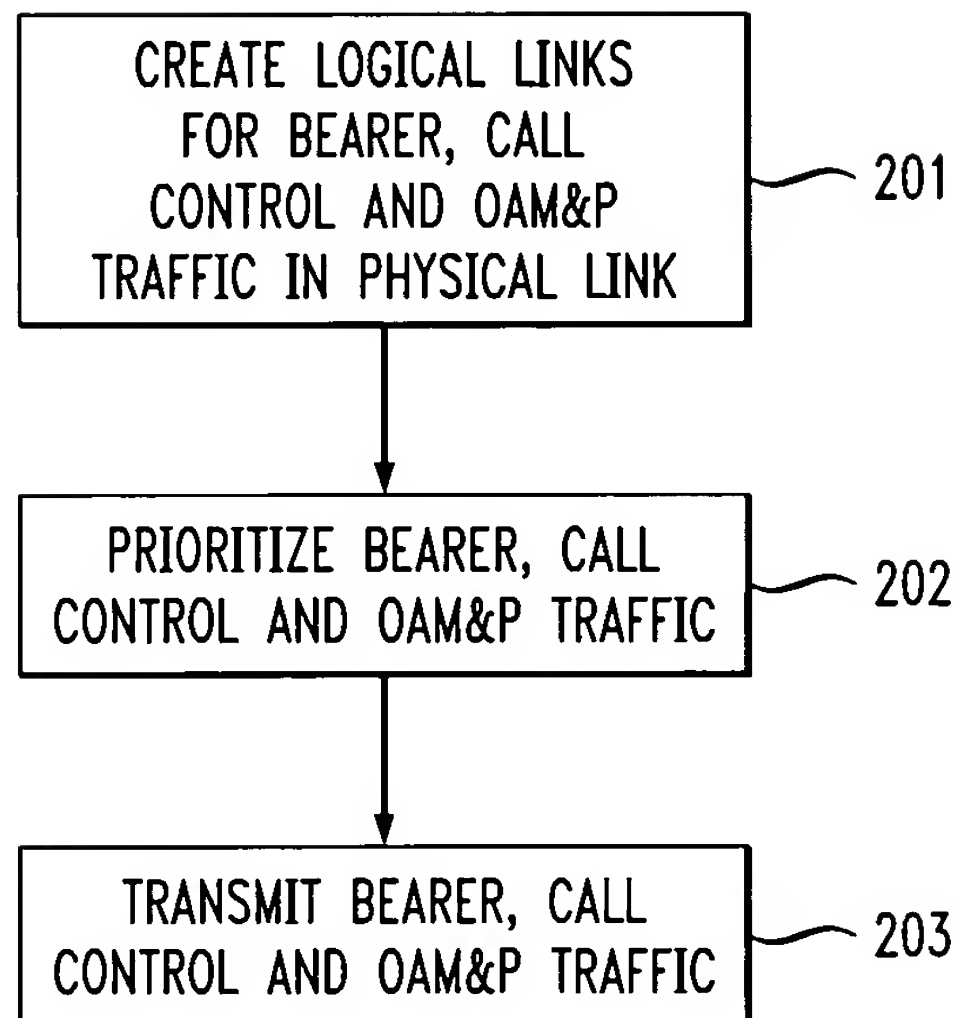 CREATE LOGICAL LINKS
FOR BEARER, CALL
CONTROL AND OAM&P
TRAFFIC IN PHYSICAL LINK
201
PRIORITIZE BEARER, CALL
CONTROL AND OAM&P TRAFFIC
202
TRANSMIT BEARER, CALL
CONTROL AND OAM&P TRAFFIC
203